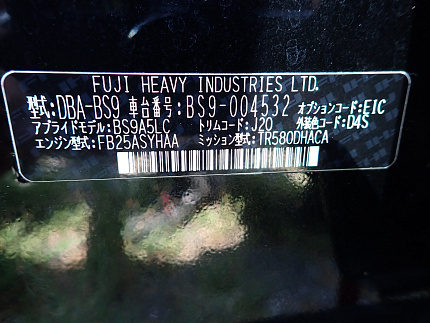 FUJI HEAVY INDUSTRIES LTD.
型式:DBA-BS9 車台番号:BS9-004532 オプションコード:EIC
アプライドモデル:BS9A5LC トリムコード:J20 外装色コード:D4S
エンジン型式:FB25ASYHAA ミッション型式:TR580DHACA